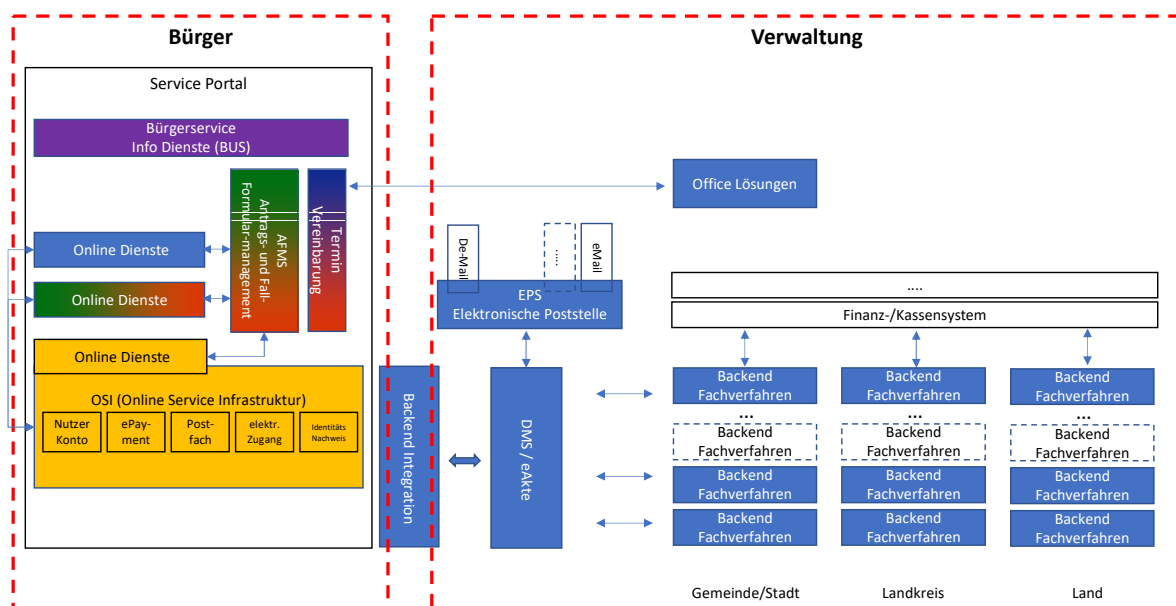 Bürger
Verwaltung
Service Portal
Bürgerservice
Info Dienste (BUS)
AFMS
Antrags- und Fall-
Formular-management
Termin
Vereinbarung
Online Dienste
Online Dienste
Online Dienste
OSI (Online Service Infrastruktur)
Nutzer
Konto
ePay-
ment
Post-
fach
elektr.
Zugang
Identitäts
Nachweis
Backend Integration
Office Lösungen
De-Mail
.....
eMail
EPS
Elektronische Poststelle
DMS / eAkte
....
Finanz-/Kassensystem
Backend
Fachverfahren
...
Backend
Fachverfahren
Backend
Fachverfahren
Backend
Fachverfahren
Gemeinde/Stadt
Backend
Fachverfahren
...
Backend
Fachverfahren
Backend
Fachverfahren
Backend
Fachverfahren
Landkreis
Backend
Fachverfahren
...
Backend
Fachverfahren
Backend
Fachverfahren
Backend
Fachverfahren
Land